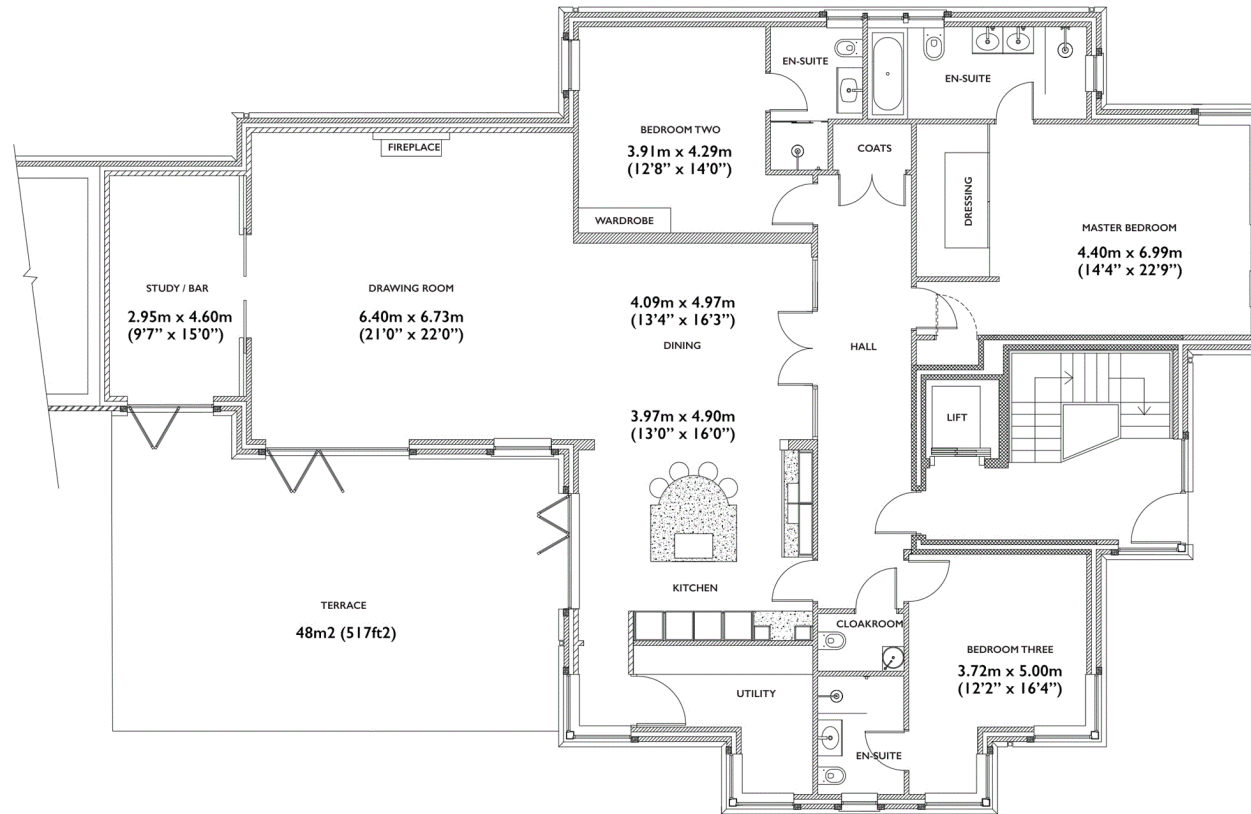 EN-SUITE
EN-SUITE
BEDROOM TWO
3.91m x 4.29m
(12’8” x 14’0”)
FIREPLACE
COATS
WARDROBE
DRESSING
MASTER BEDROOM
4.40m x 6.99m
(14’4” x 22’9”)
STUDY / BAR
2.95m x 4.60m
(9’7” x 15’0”)
DRAWING ROOM
6.40m x 6.73m
(21’0” x 22’0”)
4.09m x 4.97m
(13’4” x 16’3”)
DINING
HALL
3.97m x 4.90m
(13’0” x 16’0”)
LIFT
KITCHEN
TERRACE
48m2 (517ft2)
CLOAKROOM
BEDROOM THREE
3.72m x 5.00m
(12’2” x 16’4”)
UTILITY
EN-SUITE